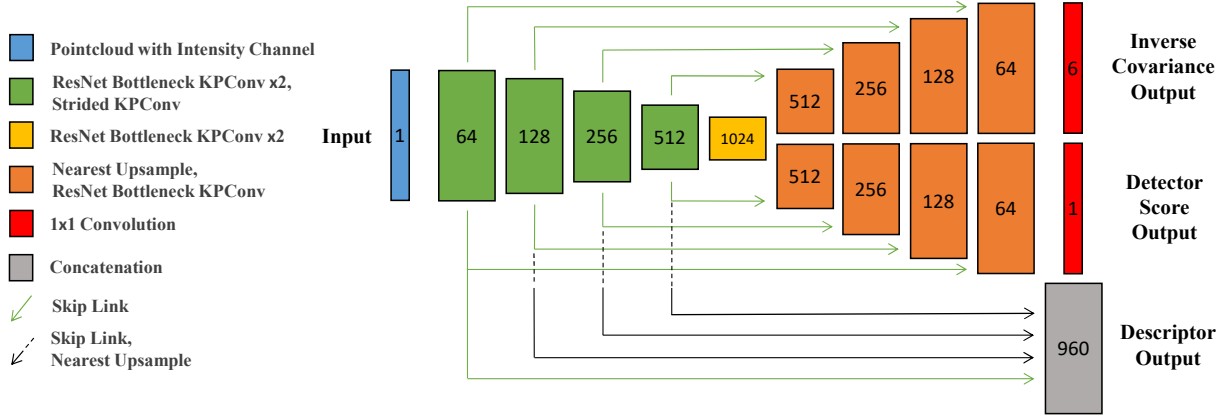 Pointcloud with Intensity Channel
ResNet Bottleneck KPConv x2,
Strided KPConv
ResNet Bottleneck KPConv x2
Nearest Upsample,
ResNet Bottleneck KPConv
1x1 Convolution
Concatenation
Skip Link
Skip Link,
Nearest Upsample
Input
1
64
128
256
512
1024
512
256
128
64
6
Inverse
Covariance
Output
512
256
128
64
1
Detector
Score
Output
960
Descriptor
Output